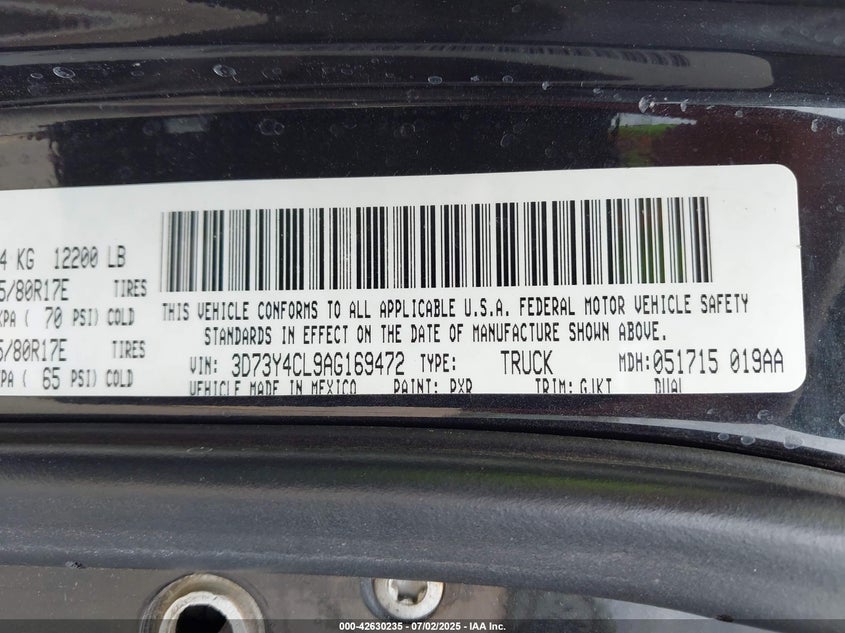 4 KG 12200 LB
5/80R17E TIRES
KPA ( 70 PSI) COLD
5/80R17E TIRES
PA ( 65 PSI) COLD
THIS VEHICLE CONFORMS TO ALL APPLICABLE U.S.A. FEDERAL MOTOR VEHICLE SAFETY
STANDARDS IN EFFECT ON THE DATE OF MANUFACTURE SHOWN ABOVE.
VIN: 3D73Y4CL9AG169472 TYPE: TRUCK MDH:051715 019AA
VEHICLE MADE IN MEXICO PAINT: PXR TRIM: GJKT DUAL
000-42630235 - 07/02/2025 - IAA Inc.